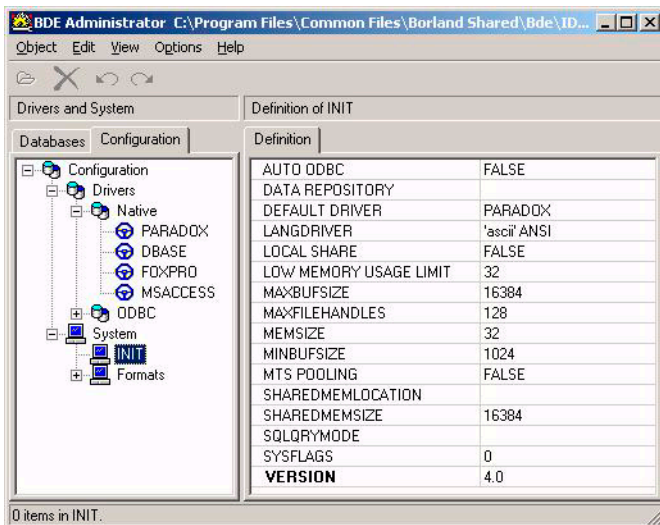 BDE Administrator C:\Program Files\Common Files\Borland Shared\Bde\ID...
Object Edit View Options Help
Drivers and System
Definition of INIT
Databases Configuration
Definition
Configuration
Drivers
Native
PARADOX
DBASE
FOXPRO
MSACCESS
ODBC
System
INIT
Formats
AUTO ODBC FALSE
DATA REPOSITORY
DEFAULT DRIVER PARADOX
LANGDRIVER 'ascii' ANSI
LOCAL SHARE FALSE
LOW MEMORY USAGE LIMIT 32
MAXBUFSIZE 16384
MAXFILEHANDLES 128
MEMSIZE 32
MINBUFSIZE 1024
MTS POOLING FALSE
SHAREDMEMLOCATION
SHAREDMEMSIZE 16384
SQLQRYMODE
SYSFLAGS 0
VERSION 4.0
0 items in INIT.